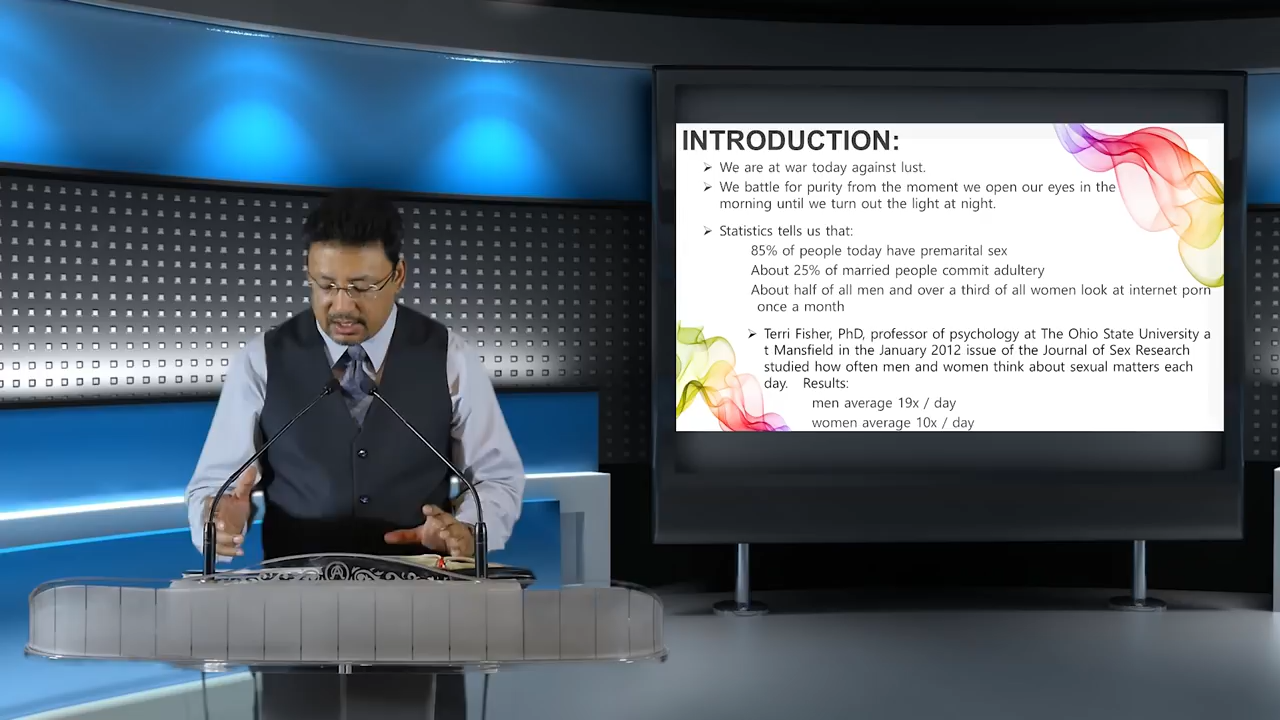 INTRODUCTION:
➢ We are at war today against lust.
➢ We battle for purity from the moment we open our eyes in the
morning until we turn out the light at night.
➢ Statistics tells us that:
85% of people today have premarital sex
About 25% of married people commit adultery
About half of all men and over a third of all women look at internet porn
once a month
➢ Terri Fisher, PhD, professor of psychology at The Ohio State University a
t Mansfield in the January 2012 issue of the Journal of Sex Research
studied how often men and women think about sexual matters each
day. Results:
men average 19x / day
women average 10x / day